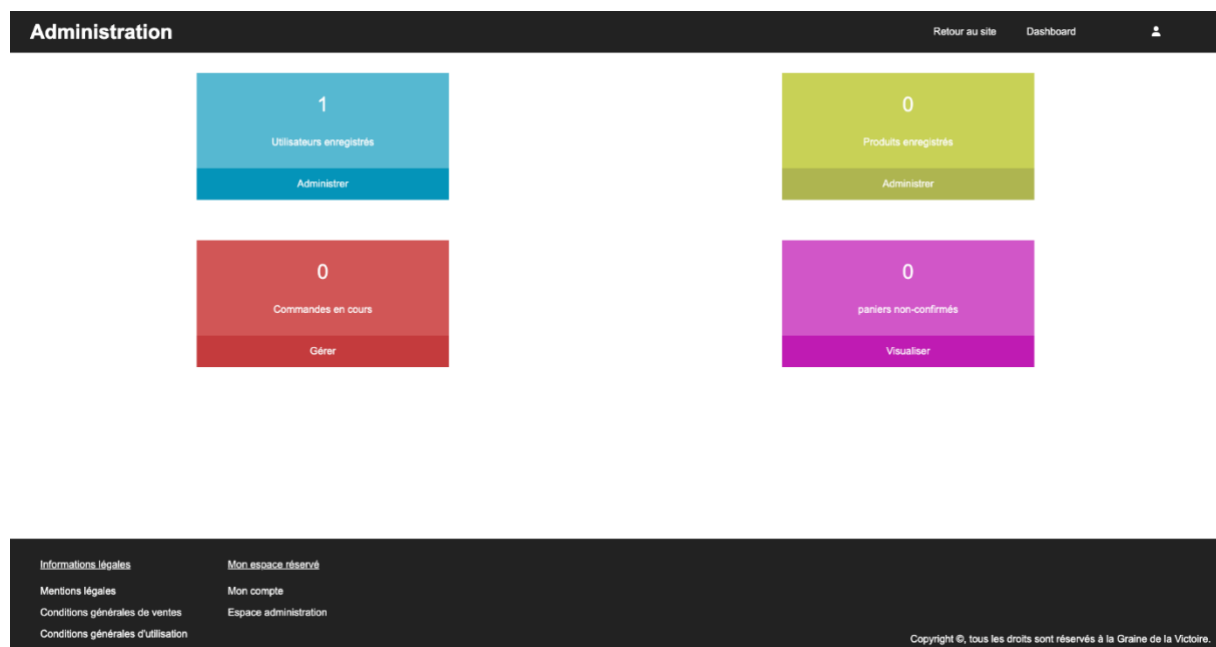 Administration
Retour au site
Dashboard
1
Utilisateurs enregistrés
Administrer
0
Produits enregistrés
Administrer
0
Commandes en cours
Gérer
0
paniers non-confirmés
Visualiser
Informations légales
Mentions légales
Conditions générales de ventes
Conditions générales d'utilisation
Mon espace réservé
Mon compte
Espace administration
Copyright ©, tous les droits sont réservés à la Graine de la Victoire.